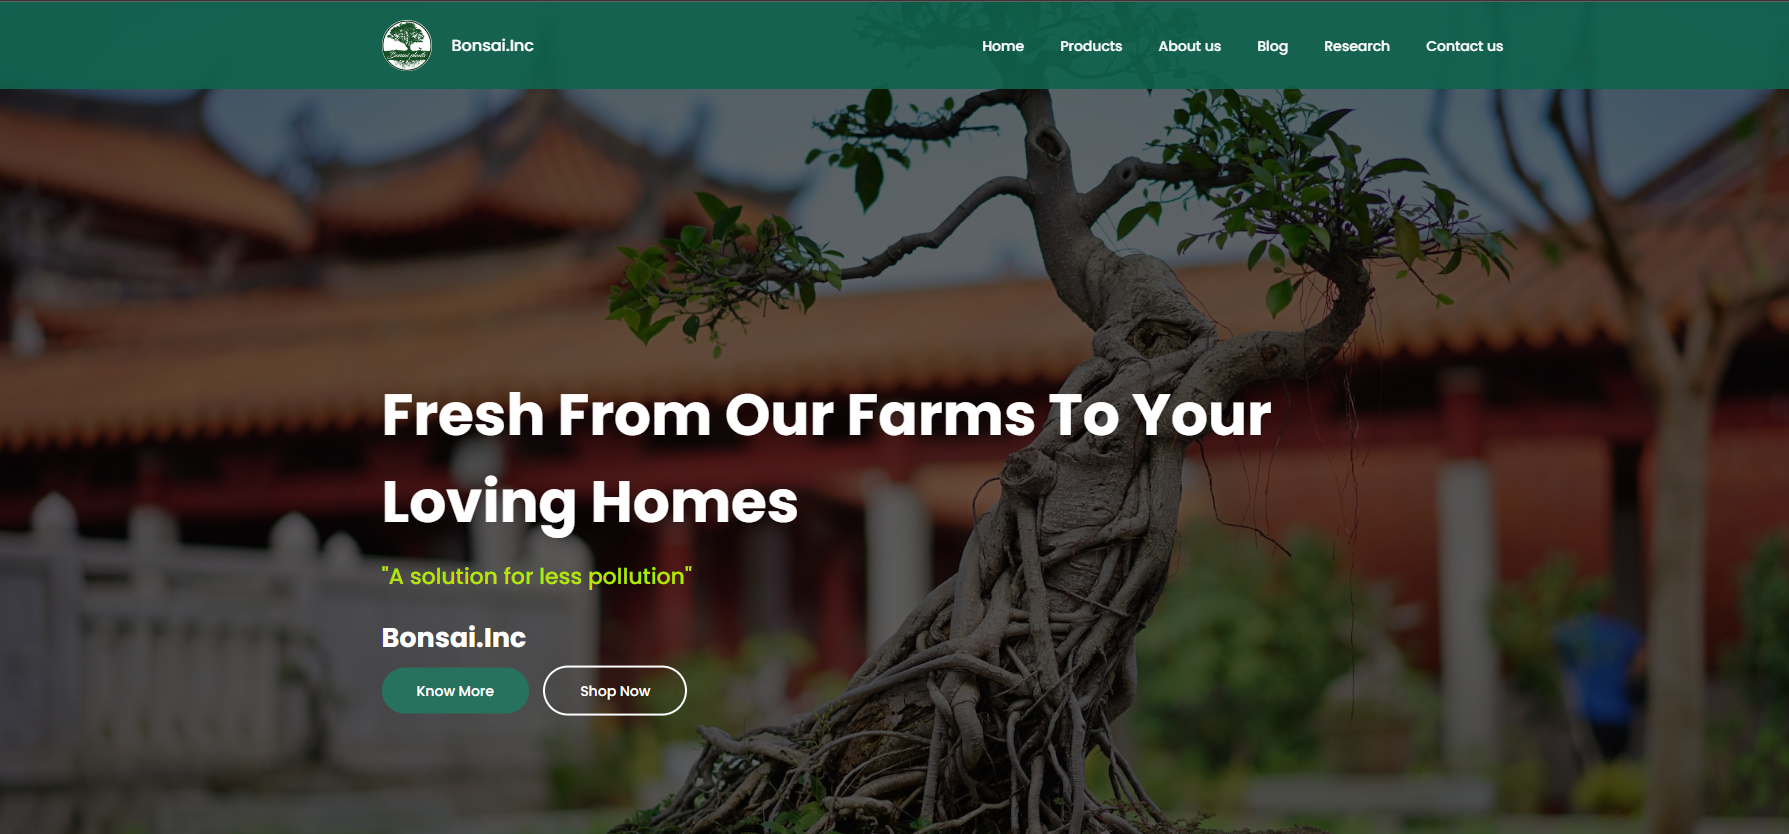 Bonsai.Inc
Home Products About us Blog Research Contact us
Fresh From Our Farms To Your
Loving Homes
"A solution for less pollution"
Bonsai.Inc
Know More Shop Now